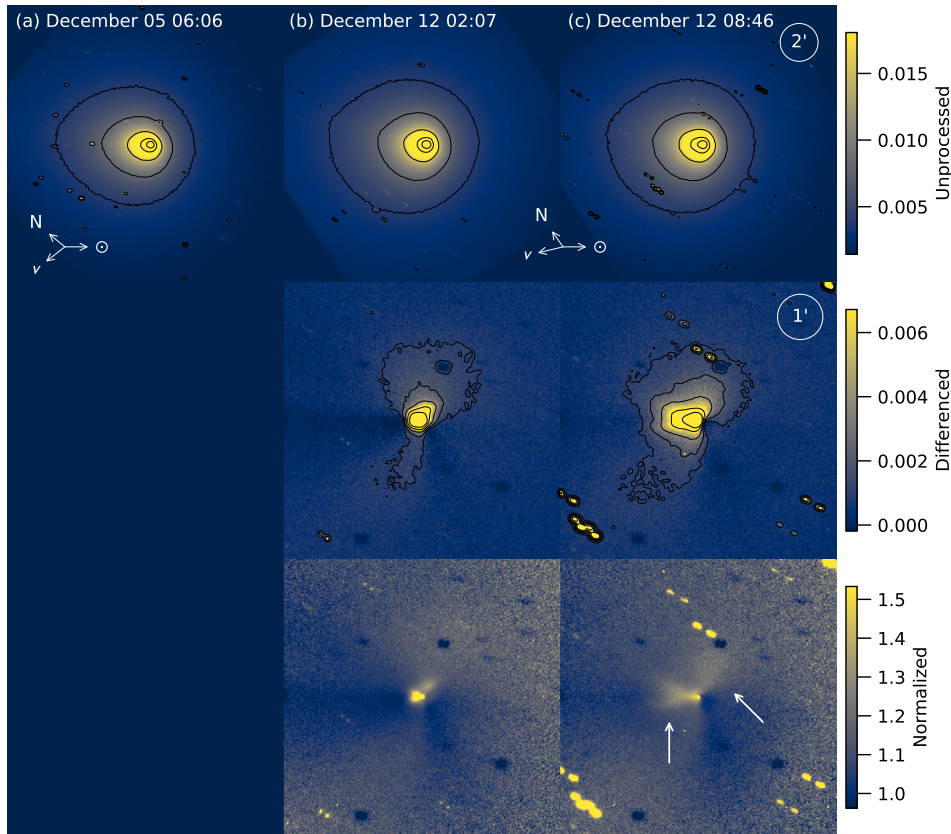 (a) December 05 06:06
(b) December 12 02:07
(c) December 12 08:46
2'
N
v
N
v
0.015
0.010
0.005
Unprocessed
1'
0.006
0.004
0.002
0.000
Differenced
1.5
1.4
1.3
1.2
1.1
1.0
Normalized